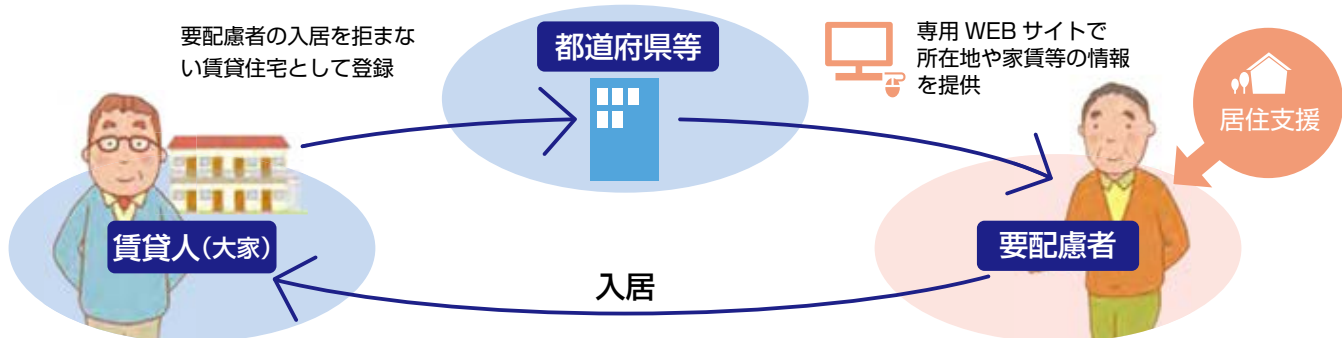 要配慮者の入居を拒まな
い賃貸住宅として登録
都道府県等
専用 WEB サイトで
所在地や家賃等の情報
を提供
居住支援
賃貸人(大家)
要配慮者
入居